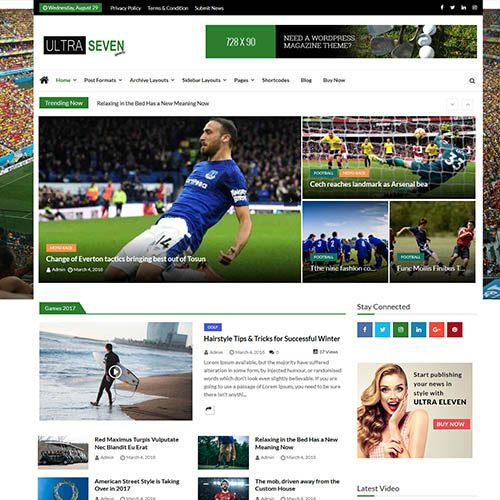 Wednesday, August 29
Privacy Policy
Terms & Condition
Submit News
ULTRA SEVEN
728 X 90
NEED A WORDPRESS
MAGAZINE THEME?
Home
Post Formats
Archive Layouts
Sidebar Layouts
Pages
Shortcodes
Blog
Buy Now
Trending Now
Relaxing in the Bed Has a New Meaning Now
14
MOTO RACE
Change of Everton tactics bringing best out of Tosun
Admin March 4, 2018
33
FOOTBALL MOTO RACE
Cech reaches landmark as Arsenal bea
FOOTBALL
Tthe nine fashion co...
FOOTBALL
Func Mollis Finibus T...
Games 2017
GOLF
Hairstyle Tips & Tricks for Successful Winter
Admin March 4, 2018 0 37 Views
Lorem Ipsum available, but the majority have suffered
alteration in some form, by injected humour, or randomised
words which don't look even slightly believable. If you are
going to use a passage of Lorem Ipsum, you need to be sure
there isn't anythi...
Red Maximus Turpis Vulputate
Nec Blandit Eu Erat
Admin March 4, 2018
Relaxing in the Bed Has a New
Meaning Now
Admin March 4, 2018
American Street Style is Taking
Over in 2017
Admin March 4, 2018
The mob, driven away from the
Custom House
Admin March 4, 2018
Stay Connected
Start publishing
your news in
style with
ULTRA ELEVEN
BUY NOW
Latest Video